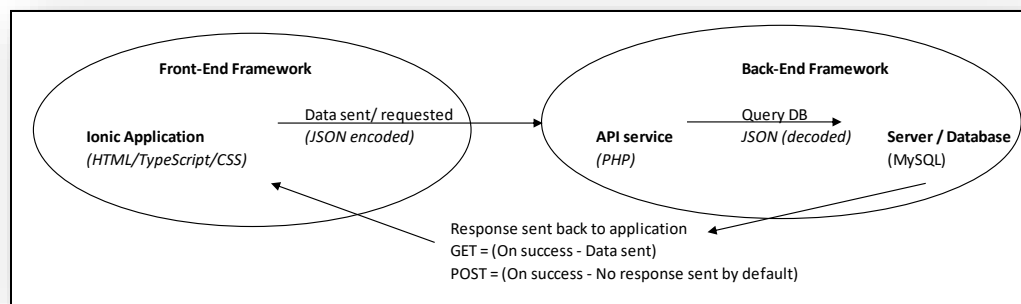 Front-End Framework
Back-End Framework
Data sent/ requested
(JSON encoded)
Ionic Application
(HTML/TypeScript/CSS)
API service
(PHP)
Query DB
JSON (decoded)
Server / Database
(MySQL)
Response sent back to application
GET = (On success - Data sent)
POST = (On success - No response sent by default)